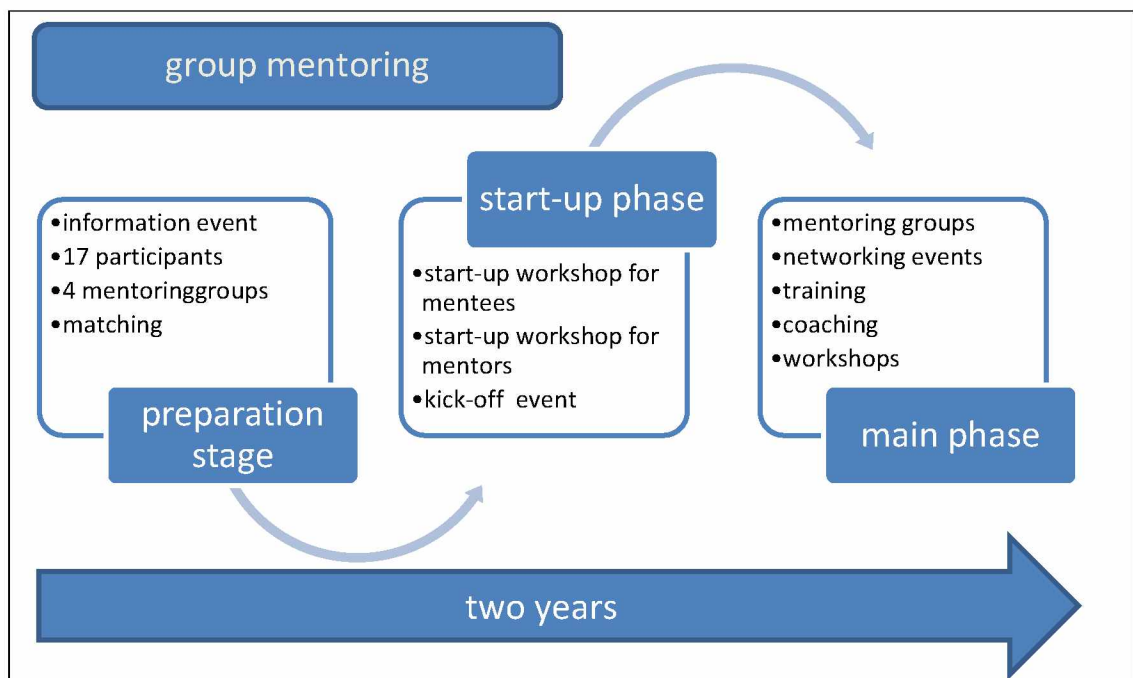 group mentoring
•information event
•17 participants
•4 mentoringgroups
•matching
preparation
stage
start-up phase
•start-up workshop for
mentees
•start-up workshop for
mentors
•kick-off event
•mentoring groups
•networking events
•training
•coaching
•workshops
main phase
two years